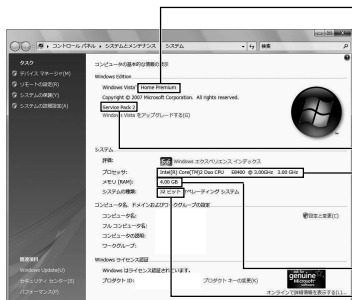 コントロール パネル ▸ システムとメンテナンス ▸ システム
検索
タスク
デバイス マネージャ(M)
リモートの設定(R)
システムの保護(Y)
システムの詳細設定(A)
コンピュータの基本的な情報の表示
Windows Edition
Windows Vista™ Home Premium
Copyright © 2007 Microsoft Corporation. All rights reserved.
Service Pack 2
Windows Vista をアップグレードする(G)
システム
評価:
Windows エクスペリエンス インデックス
プロセッサ: Intel(R) Core(TM)2 Duo CPU E8400 @ 3.00GHz 3.00 GHz
メモリ (RAM): 4.00 GB
システムの種類: 32 ビット オペレーティング システム
コンピュータ名、ドメインおよびワークグループの設定
コンピュータ名:
設定と変更(C)
フル コンピュータ名:
コンピュータの説明:
ワークグループ:
Windows ライセンス認証
Windows はライセンス認証されています。
プロダクト ID:
プロダクト キーの変更(K)
genuine
Microsoft
オンラインで詳細情報を表示する(L)...
関連項目
Windows Update(U)
セキュリティ センター(S)
パフォーマンス(P)